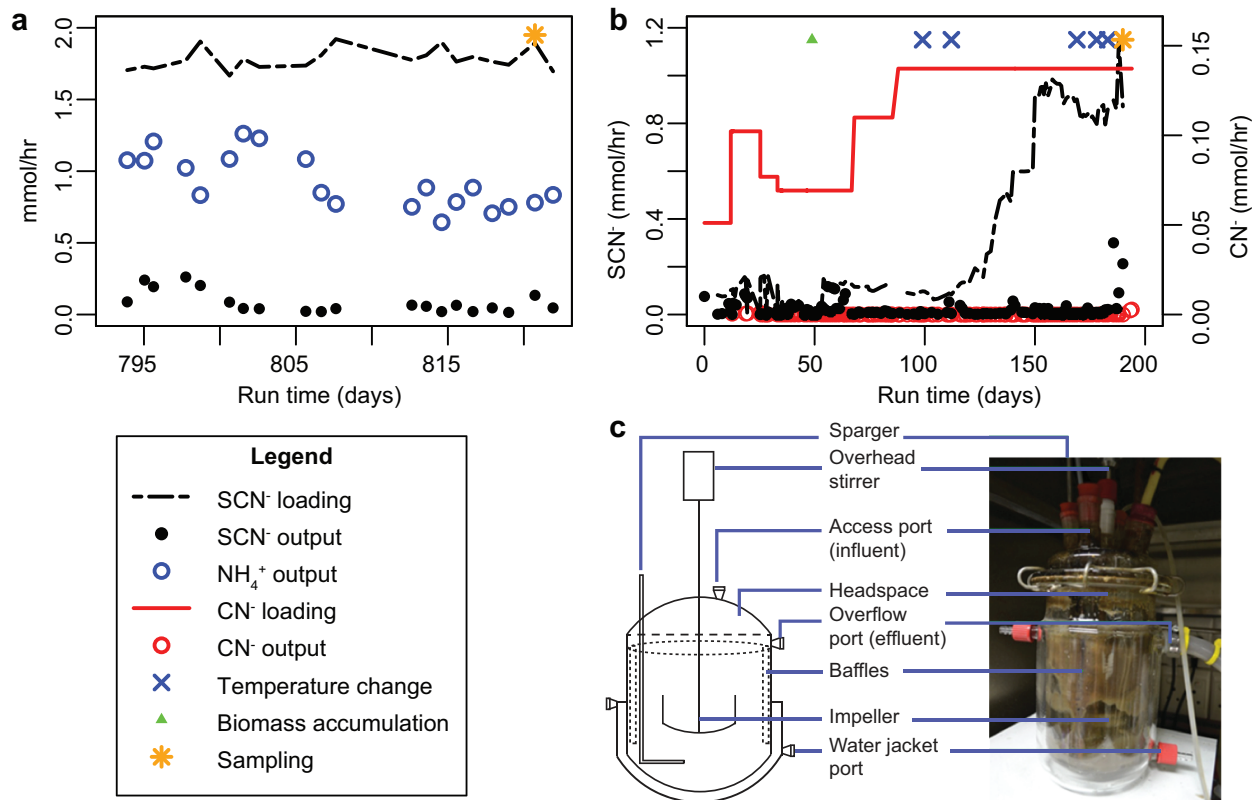 a
2.0
1.5
1.0
0.5
0.0
mmol/hr
795
805
815
Run time (days)
b
1.2
0.8
0.4
0.0
SCN⁻ (mmol/hr)
0.15
0.10
0.05
0.00
CN⁻ (mmol/hr)
0
50
100
150
200
Run time (days)
Legend
SCN⁻ loading
SCN⁻ output
NH₄⁺ output
CN⁻ loading
CN⁻ output
Temperature change
Biomass accumulation
Sampling
c
Sparger
Overhead
stirrer
Access port
(influent)
Headspace
Overflow
port (effluent)
Baffles
Impeller
Water jacket
port